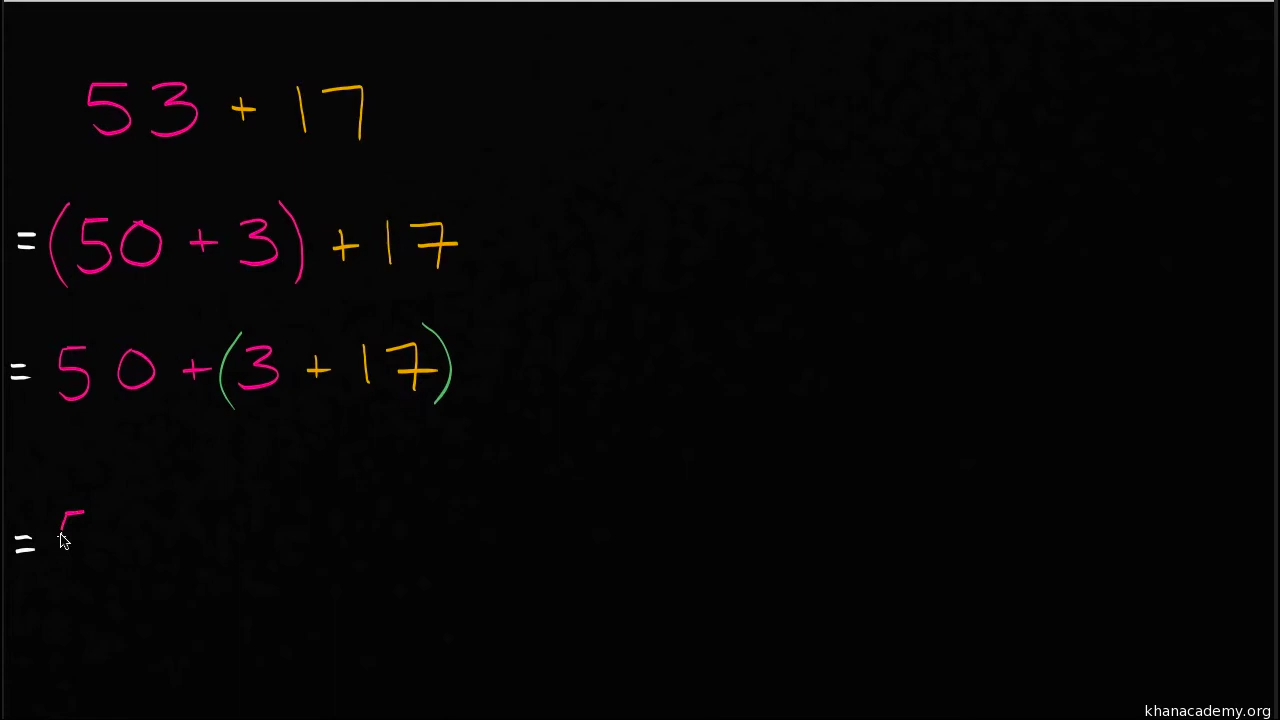 53 + 17
= (50 + 3) + 17
= 50 + (3 + 17)
=
khanacademy.org